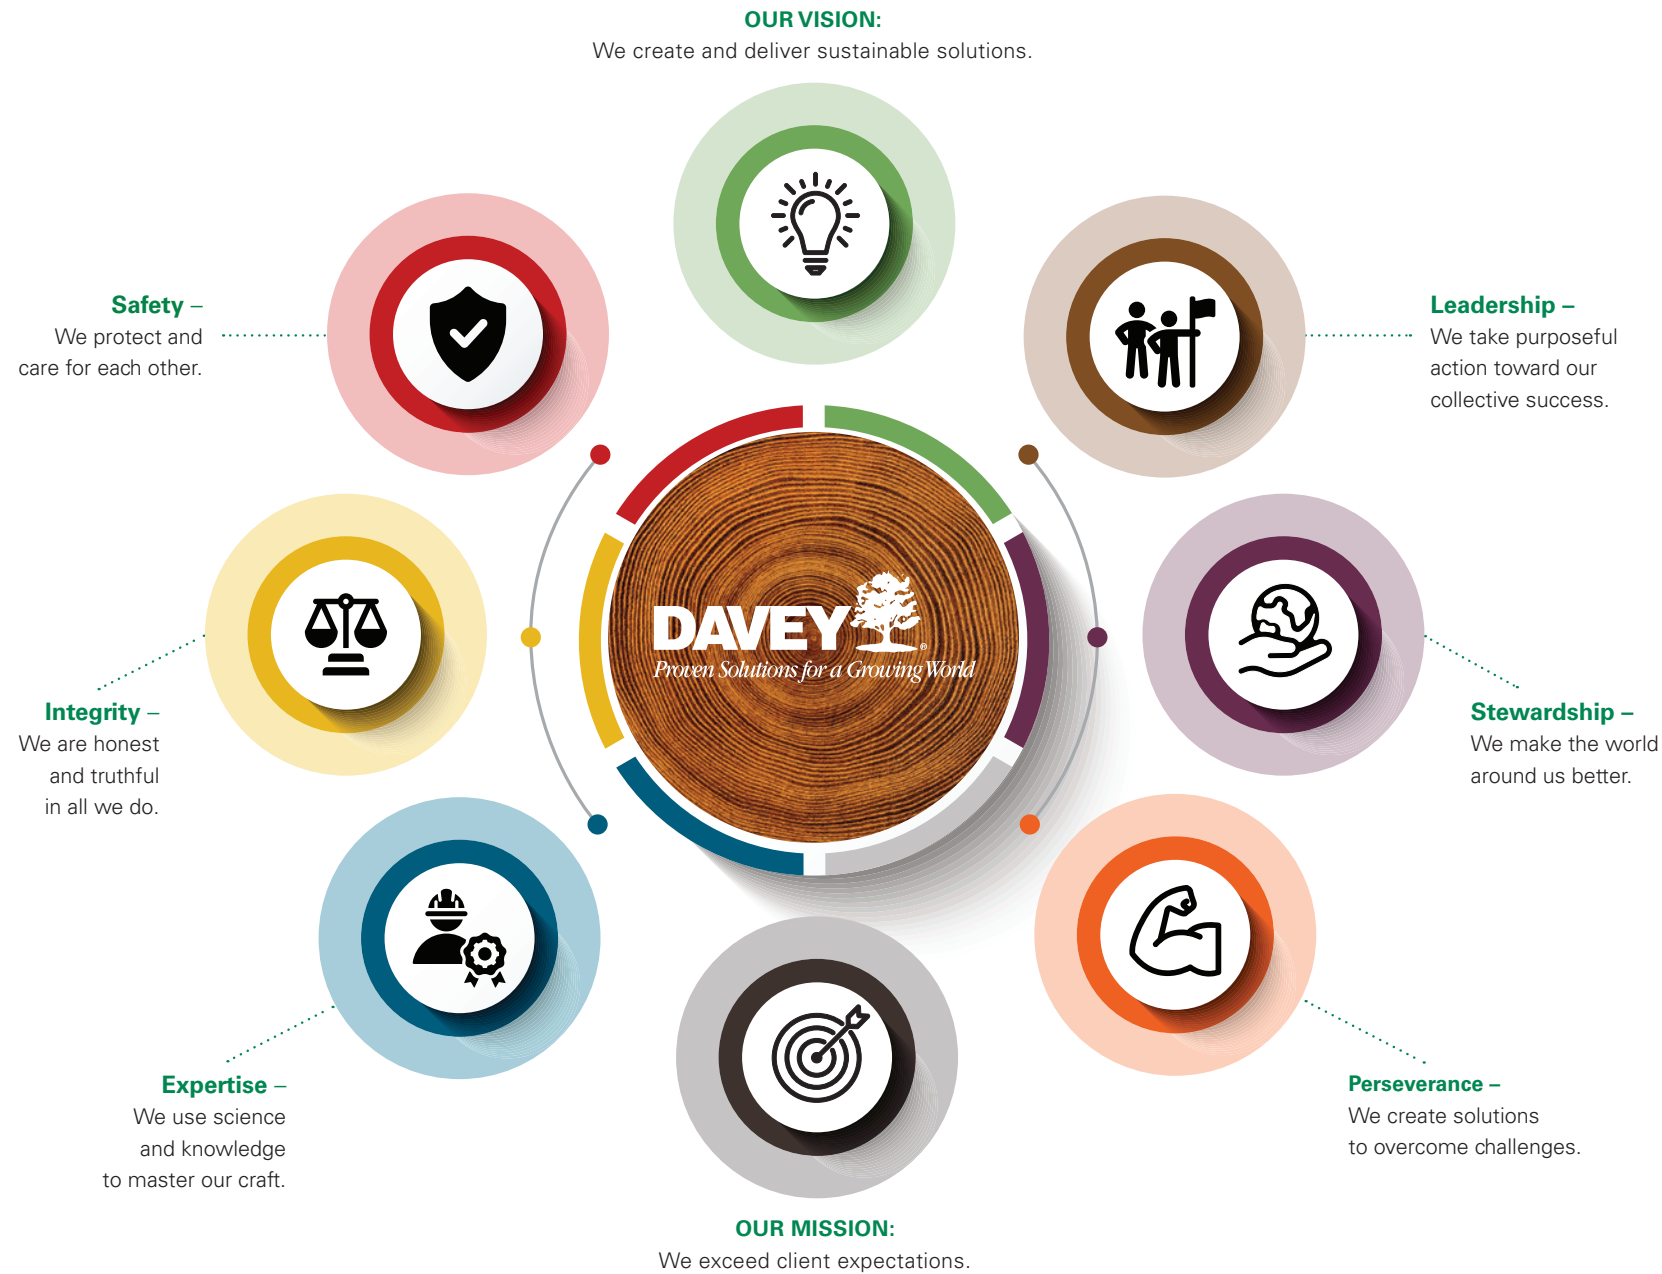 OUR VISION:
We create and deliver sustainable solutions.
Safety –
We protect and
care for each other.
Leadership –
We take purposeful
action toward our
collective success.
DAVEY
®
Proven Solutions for a Growing World
Integrity –
We are honest
and truthful
in all we do.
Stewardship –
We make the world
around us better.
Expertise –
We use science
and knowledge
to master our craft.
Perseverance –
We create solutions
to overcome challenges.
OUR MISSION:
We exceed client expectations.